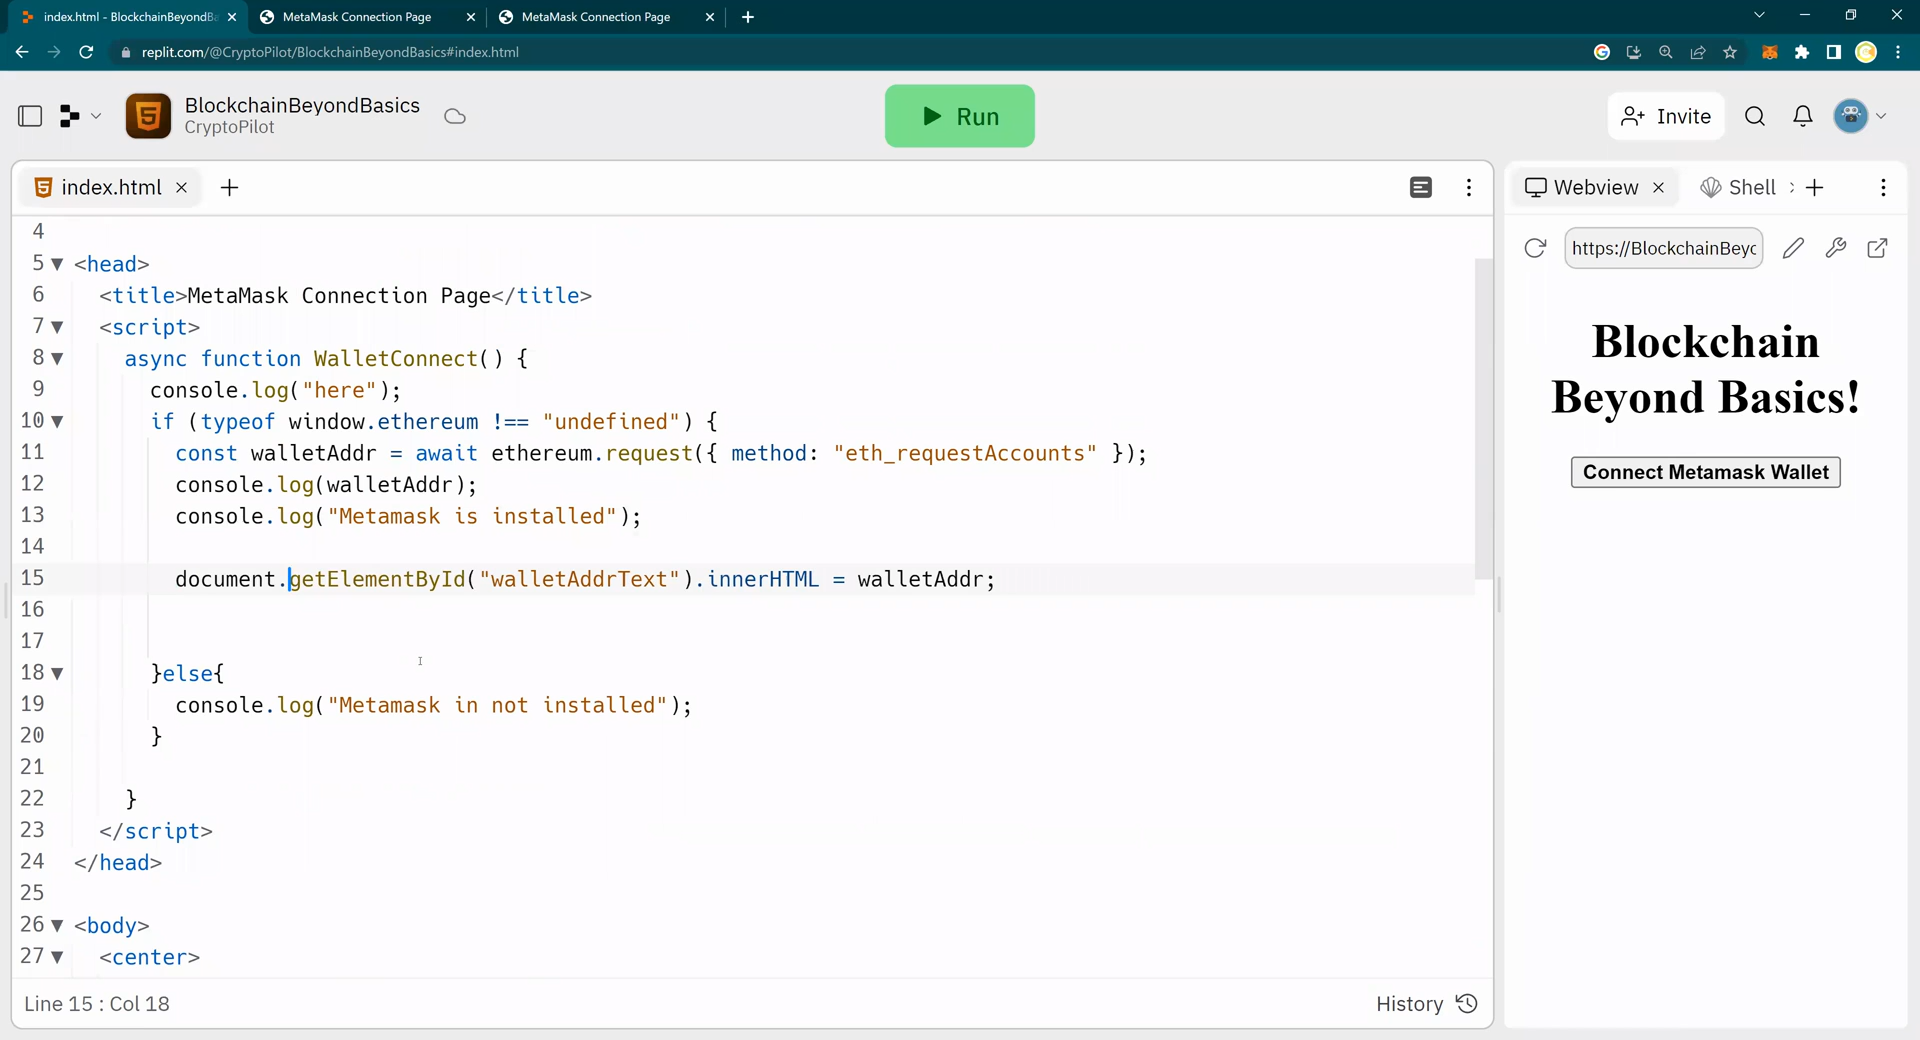 index.html - BlockchainBeyondBa
MetaMask Connection Page
MetaMask Connection Page
replit.com/@CryptoPilot/BlockchainBeyondBasics#index.html
BlockchainBeyondBasics
CryptoPilot
Run
Invite
index.html
4
5 <head>
6 <title>MetaMask Connection Page</title>
7 <script>
8 async function WalletConnect() {
9 console.log("here");
10 if (typeof window.ethereum !== "undefined") {
11 const walletAddr = await ethereum.request({ method: "eth_requestAccounts" });
12 console.log(walletAddr);
13 console.log("Metamask is installed");
14
15 document.getElementById("walletAddrText").innerHTML = walletAddr;
16
17
18 }else{
19 console.log("Metamask in not installed");
20 }
21
22 }
23 </script>
24 </head>
25
26 <body>
27 <center>
Line 15 : Col 18
History
Webview
Shell
https://BlockchainBeyo
Blockchain
Beyond Basics!
Connect Metamask Wallet